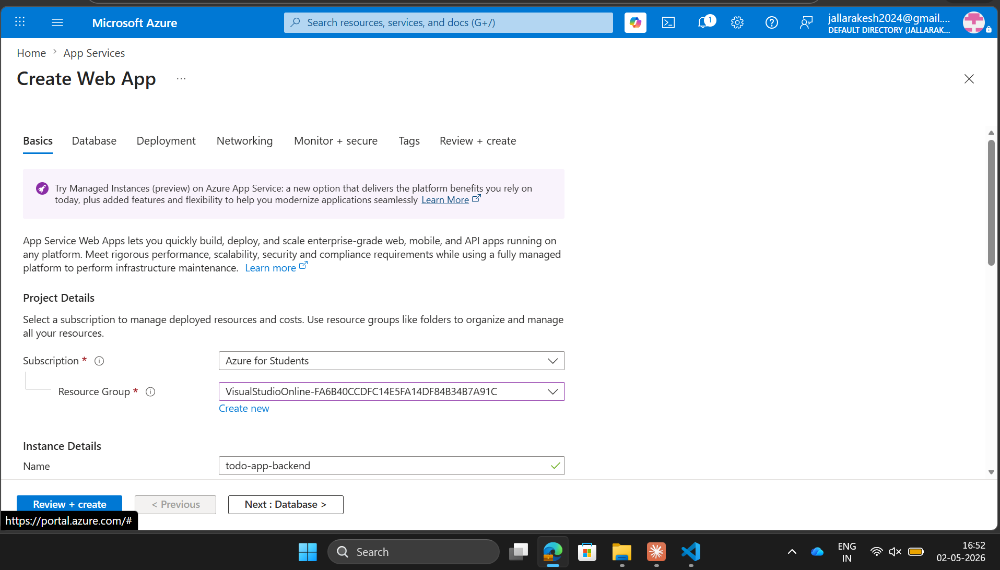 Microsoft Azure
Search resources, services, and docs (G+/)
1
jallarakesh2024@gmail....
DEFAULT DIRECTORY (JALLARAK...
Home > App Services
Create Web App ...
Basics Database Deployment Networking Monitor + secure Tags Review + create
Try Managed Instances (preview) on Azure App Service: a new option that delivers the platform benefits you rely on
today, plus added features and flexibility to help you modernize applications seamlessly Learn More
App Service Web Apps lets you quickly build, deploy, and scale enterprise-grade web, mobile, and API apps running on
any platform. Meet rigorous performance, scalability, security and compliance requirements while using a fully managed
platform to perform infrastructure maintenance. Learn more
Project Details
Select a subscription to manage deployed resources and costs. Use resource groups like folders to organize and manage
all your resources.
Subscription * Azure for Students
Resource Group * VisualStudioOnline-FA6B40CCDFC14E5FA14DF84B34B7A91C
Create new
Instance Details
Name todo-app-backend
Review + create < Previous Next : Database >
https://portal.azure.com/#
Search
ENG
IN
16:52
02-05-2026